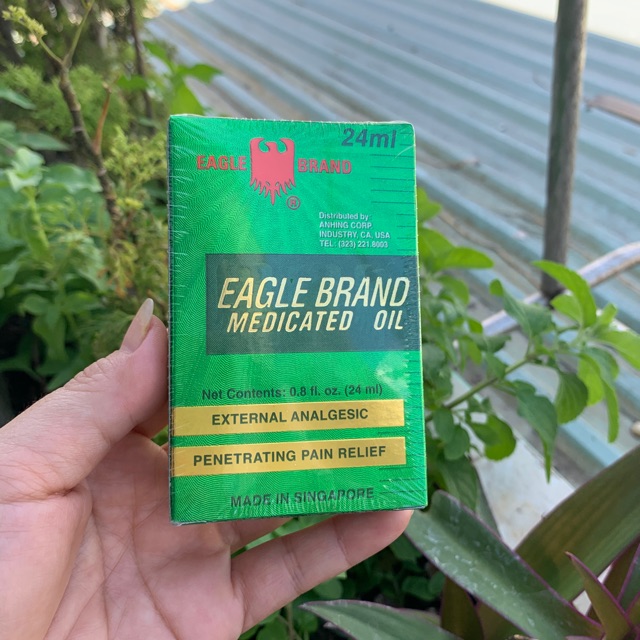 24ml
EAGLE BRAND
®
Distributed by
ANHING CORP.
INDUSTRY, CA. USA
TEL: (323) 221.8003
EAGLE BRAND
MEDICATED OIL
Net Contents: 0.8 fl. oz. (24 ml)
EXTERNAL ANALGESIC
PENETRATING PAIN RELIEF
MADE IN SINGAPORE